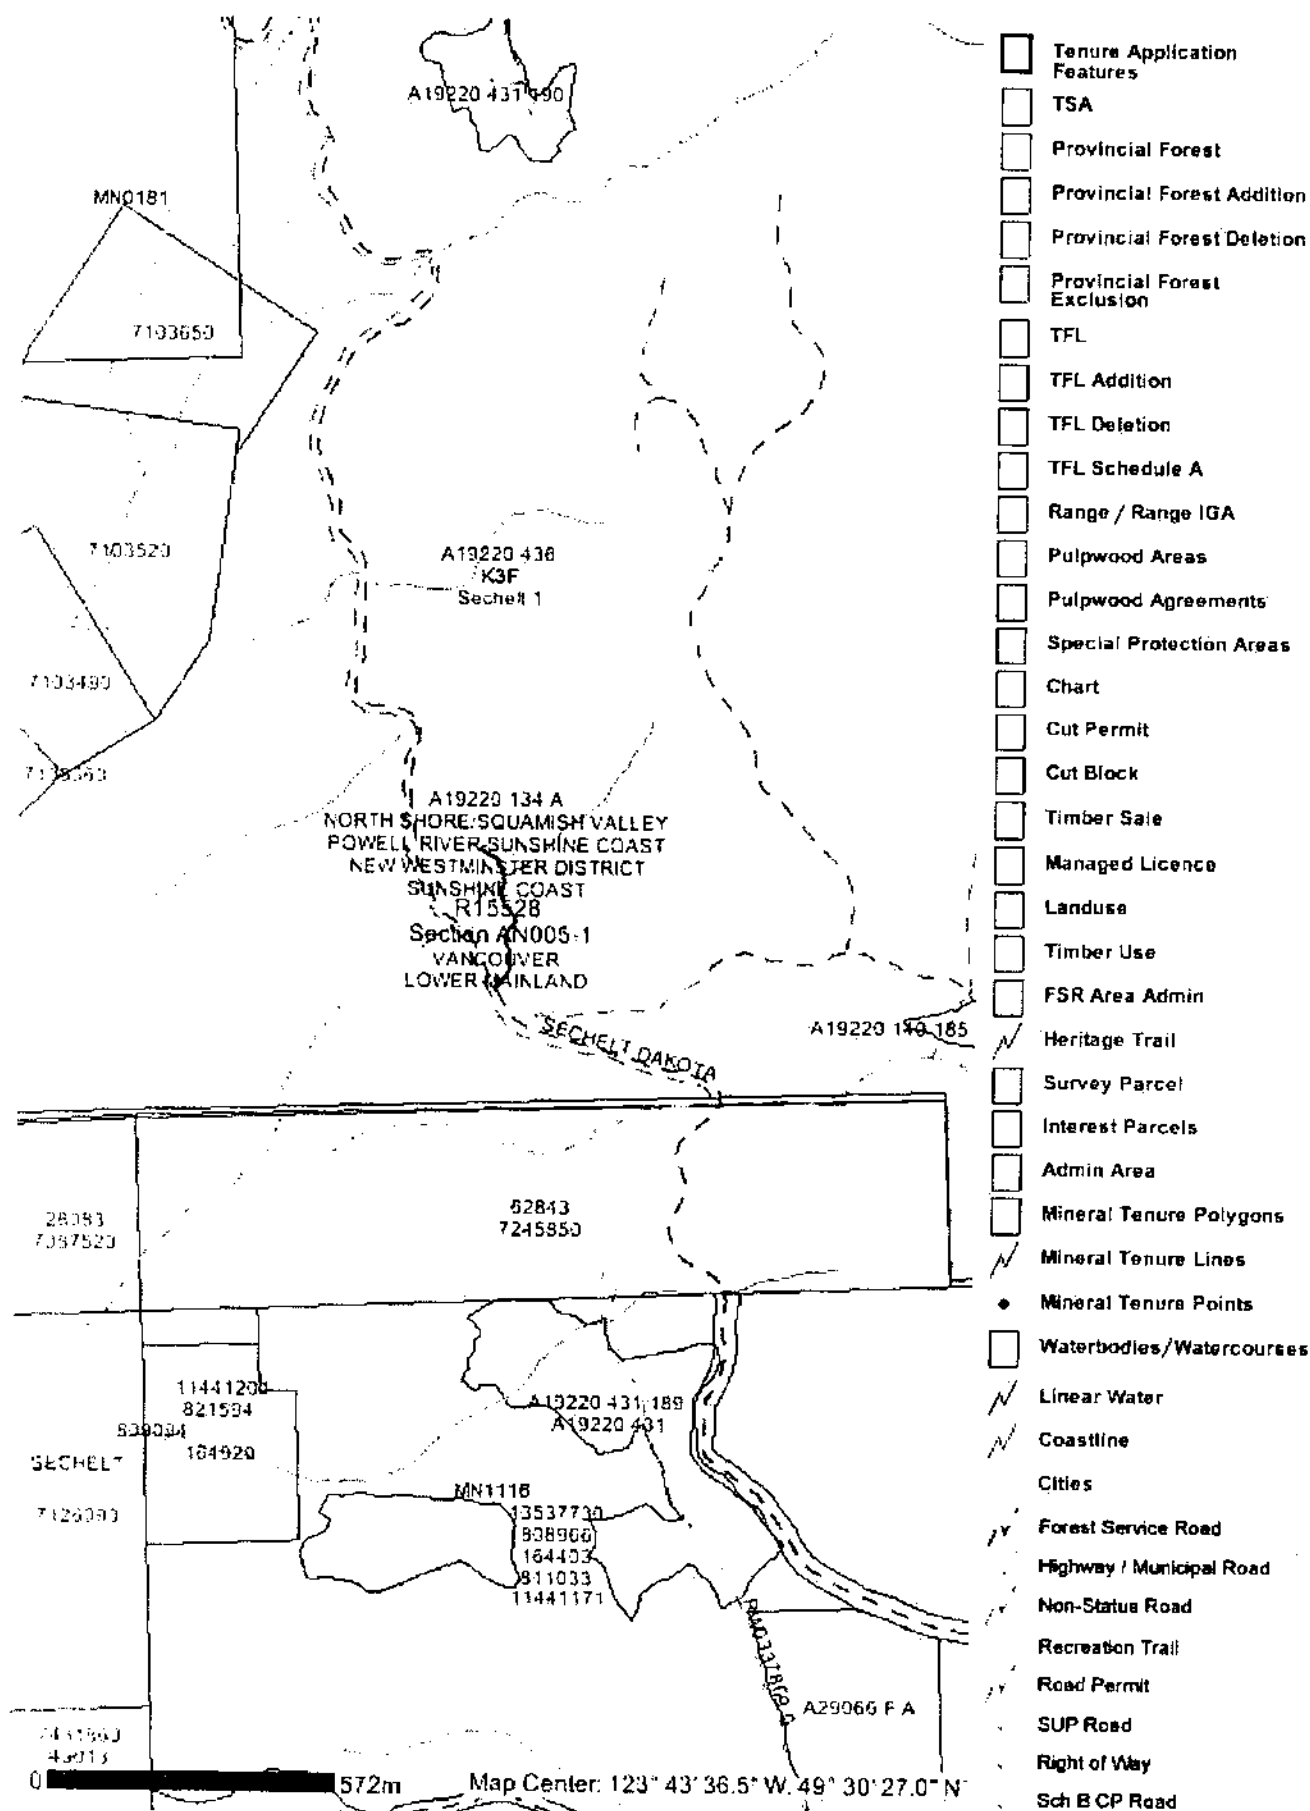 A19220 431 190
MN0181
7103650
7103520
A19220 436
K3F
Sechelt 1
7103490
A19220 134 A
NORTH SHORE-SQUAMISH VALLEY
POWELL RIVER-SUNSHINE COAST
NEW WESTMINSTER DISTRICT
SUNSHINE COAST
R15528
Section AN005-1
VANCOUVER
LOWER MAINLAND
SECHELT DAKOTA
A19220 140 185
62843
7245850
A19220 431 189
A19220 431
821594
164920
SECHELT
MN1116
13537730
808966
164403
811033
11441171
A29066 F A
0 572m
Map Center: 123° 43' 36.5" W, 49° 30' 27.0" N
Tenure Application
Features
TSA
Provincial Forest
Provincial Forest Addition
Provincial Forest Deletion
Provincial Forest
Exclusion
TFL
TFL Addition
TFL Deletion
TFL Schedule A
Range / Range IGA
Pulpwood Areas
Pulpwood Agreements
Special Protection Areas
Chart
Cut Permit
Cut Block
Timber Sale
Managed Licence
Landuse
Timber Use
FSR Area Admin
Heritage Trail
Survey Parcel
Interest Parcels
Admin Area
Mineral Tenure Polygons
Mineral Tenure Lines
Mineral Tenure Points
Waterbodies/Watercourses
Linear Water
Coastline
Cities
Forest Service Road
Highway / Municipal Road
Non-Status Road
Recreation Trail
Road Permit
SUP Road
Right of Way
Sch B CP Road